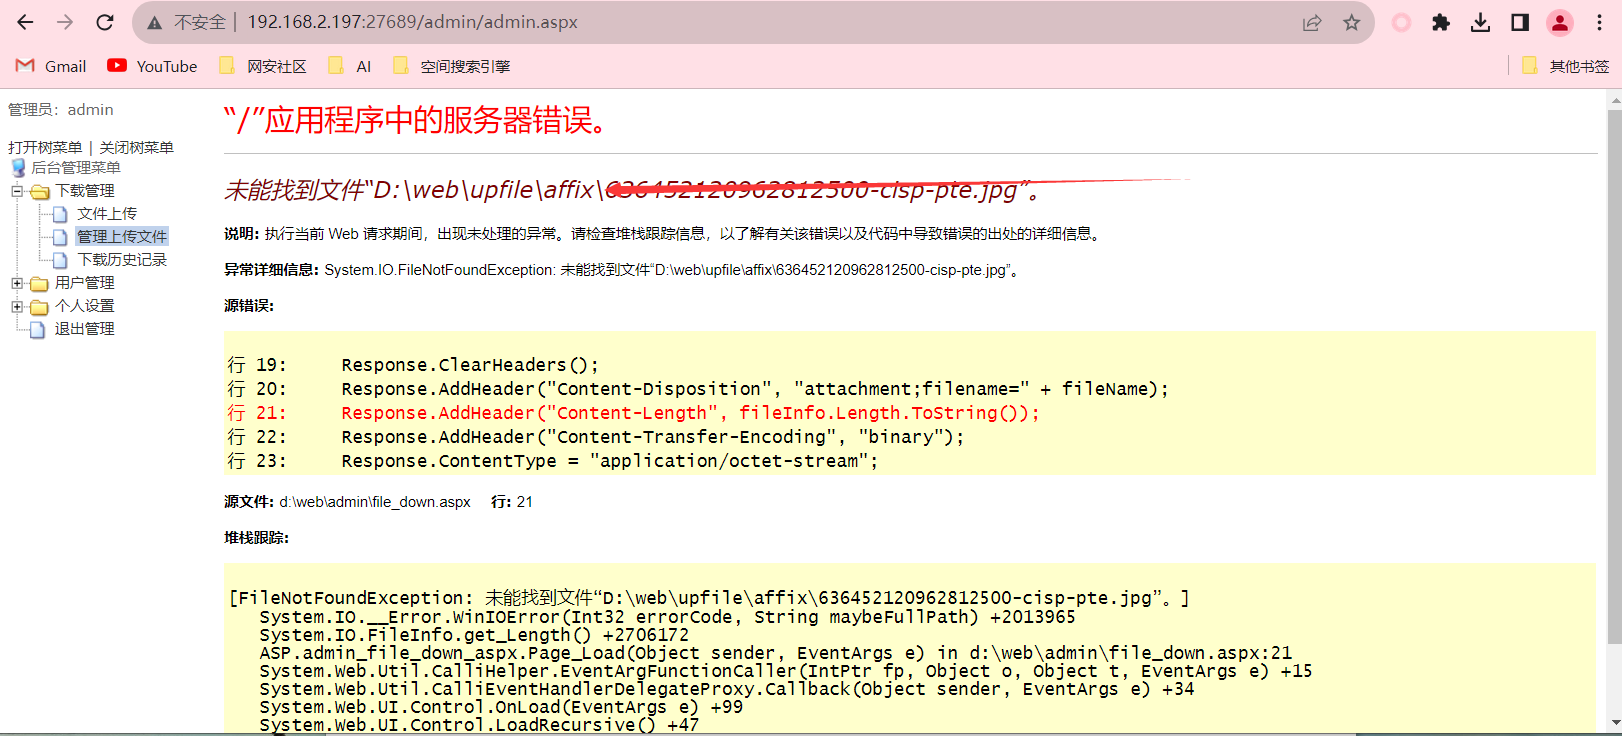 不安全 | 192.168.2.197:27689/admin/admin.aspx
Gmail YouTube 网安社区 AI 空间搜索引擎 其他书签
管理员：admin
打开树菜单 | 关闭树菜单
后台管理菜单
下载管理
文件上传
管理上传文件
下载历史记录
用户管理
个人设置
退出管理
“/”应用程序中的服务器错误。
未能找到文件“D:\web\upfile\affix\636452120962812500-cisp-pte.jpg”。
说明: 执行当前 Web 请求期间，出现未处理的异常。请检查堆栈跟踪信息，以了解有关该错误以及代码中导致错误的出处的详细信息。
异常详细信息: System.IO.FileNotFoundException: 未能找到文件“D:\web\upfile\affix\636452120962812500-cisp-pte.jpg”。
源错误:
行 19:     Response.ClearHeaders();
行 20:     Response.AddHeader("Content-Disposition", "attachment;filename=" + fileName);
行 21:     Response.AddHeader("Content-Length", fileInfo.Length.ToString());
行 22:     Response.AddHeader("Content-Transfer-Encoding", "binary");
行 23:     Response.ContentType = "application/octet-stream";
源文件: d:\web\admin\file_down.aspx    行: 21
堆栈跟踪:
[FileNotFoundException: 未能找到文件“D:\web\upfile\affix\636452120962812500-cisp-pte.jpg”。]
System.IO.__Error.WinIOError(Int32 errorCode, String maybeFullPath) +2013965
System.IO.FileInfo.get_Length() +2706172
ASP.admin_file_down_aspx.Page_Load(Object sender, EventArgs e) in d:\web\admin\file_down.aspx:21
System.Web.Util.CalliHelper.EventArgFunctionCaller(IntPtr fp, Object o, Object t, EventArgs e) +15
System.Web.Util.CalliEventHandlerDelegateProxy.Callback(Object sender, EventArgs e) +34
System.Web.UI.Control.OnLoad(EventArgs e) +99
System.Web.UI.Control.LoadRecursive() +47